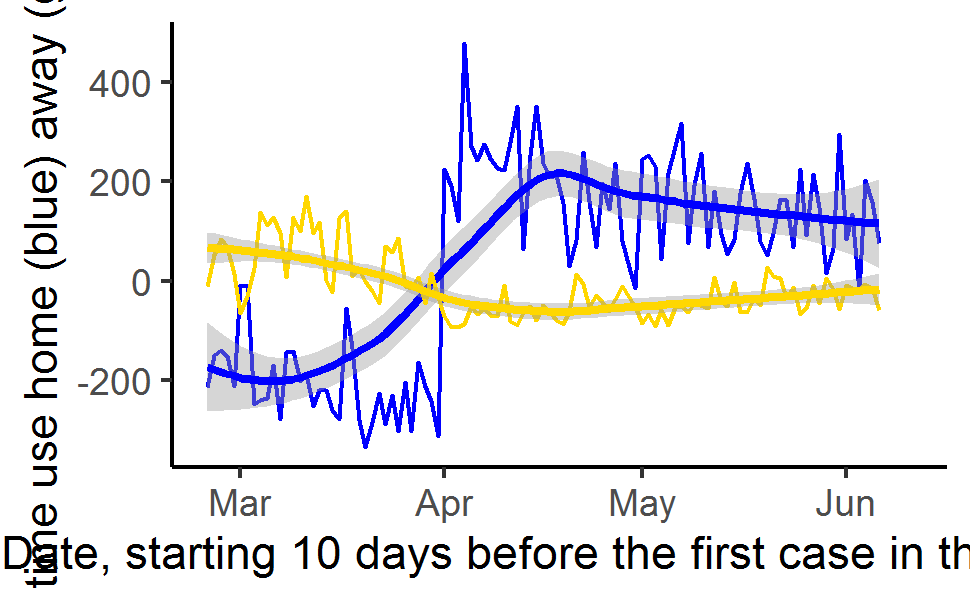 time use home (blue) away (
400
200
0
-200
Mar Apr May Jun
Date, starting 10 days before the first case in th